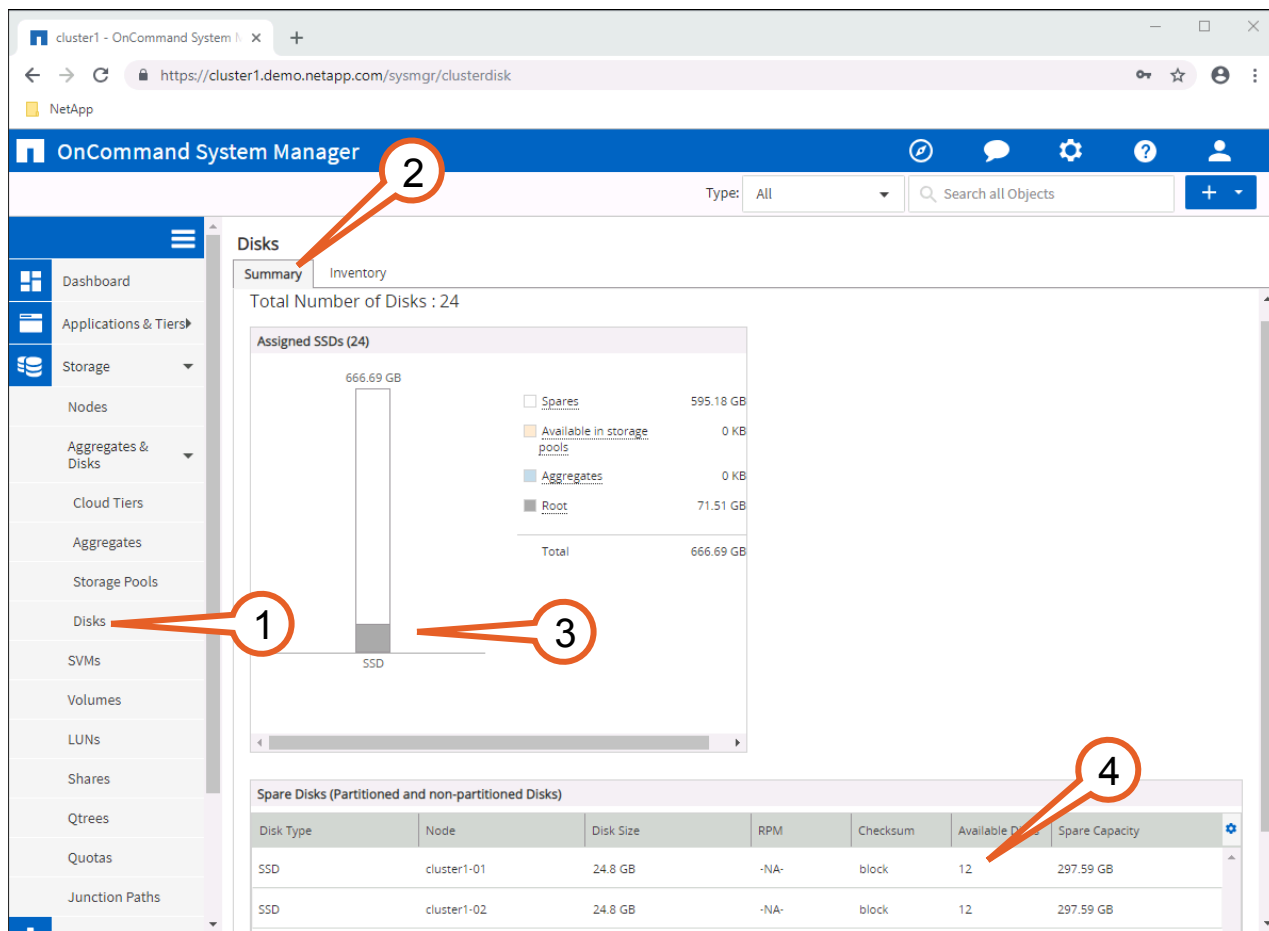 cluster1 - OnCommand System M
https://cluster1.demo.netapp.com/sysmgr/clusterdisk
NetApp
OnCommand System Manager
2
Type: All
Search all Objects
Disks
Summary Inventory
Total Number of Disks : 24
Dashboard
Applications & Tiers
Storage
Nodes
Aggregates &
Disks
Cloud Tiers
Aggregates
Storage Pools
Disks
SVMs
Volumes
LUNs
Shares
Qtrees
Quotas
Junction Paths
1
Assigned SSDs (24)
666.69 GB
SSD
3
Spares 595.18 GB
Available in storage 0 KB
pools
Aggregates 0 KB
Root 71.51 GB
Total 666.69 GB
4
Spare Disks (Partitioned and non-partitioned Disks)
Disk Type Node Disk Size RPM Checksum Available Spare Capacity
SSD cluster1-01 24.8 GB -NA- block 12 297.59 GB
SSD cluster1-02 24.8 GB -NA- block 12 297.59 GB